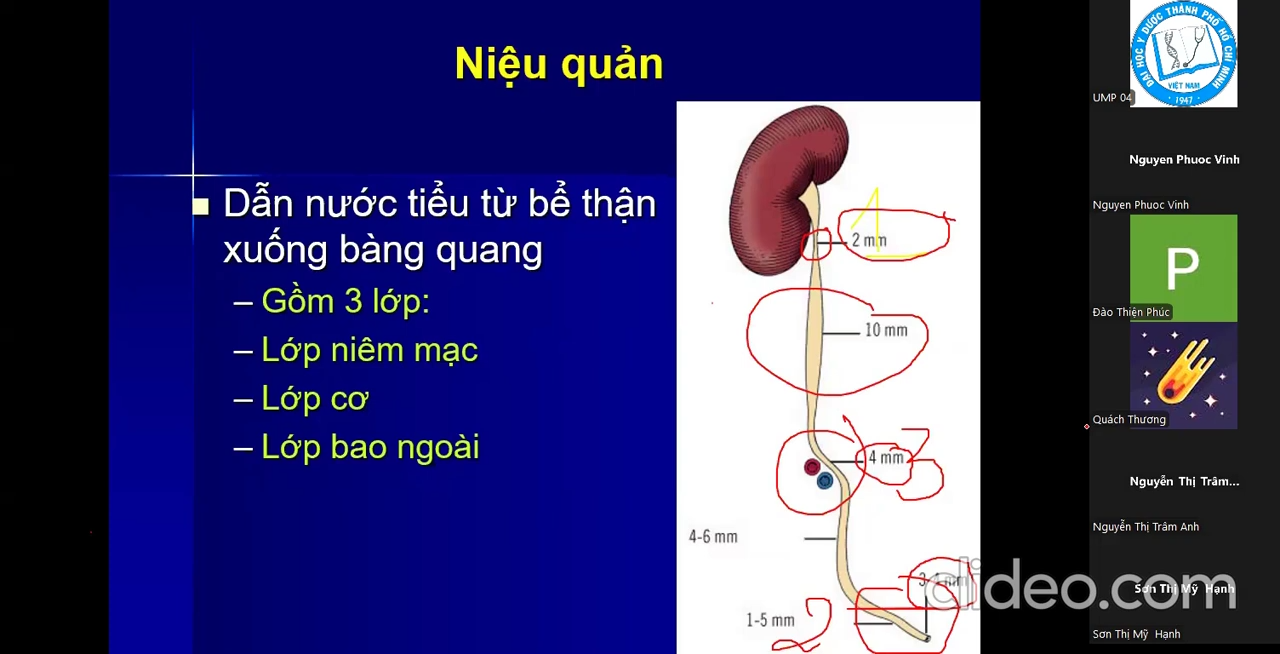 Niệu quản
Dẫn nước tiểu từ bể thận
xuống bàng quang
– Gồm 3 lớp:
– Lớp niêm mạc
– Lớp cơ
– Lớp bao ngoài
1
2 mm
10 mm
4 mm
3
4-6 mm
1-5 mm
2
clideo.com
ĐẠI HỌC Y DƯỢC THÀNH PHỐ HỒ CHÍ MINH
VIỆT NAM
1947
UMP 04
Nguyen Phuoc Vinh
Nguyen Phuoc Vinh
P
Đào Thiện Phúc
Quách Thương
Nguyễn Thị Trâm...
Nguyễn Thị Trâm Anh
Sơn Thị Mỹ Hạnh
Sơn Thị Mỹ Hạnh